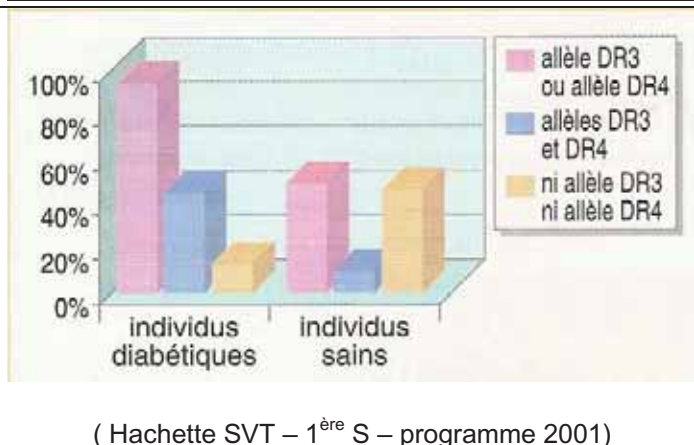 100%
80%
60%
40%
20%
0%
individus
diabétiques
individus
sains
allèle DR3
ou allèle DR4
allèles DR3
et DR4
ni allèle DR3
ni allèle DR4
( Hachette SVT – 1ère S – programme 2001)